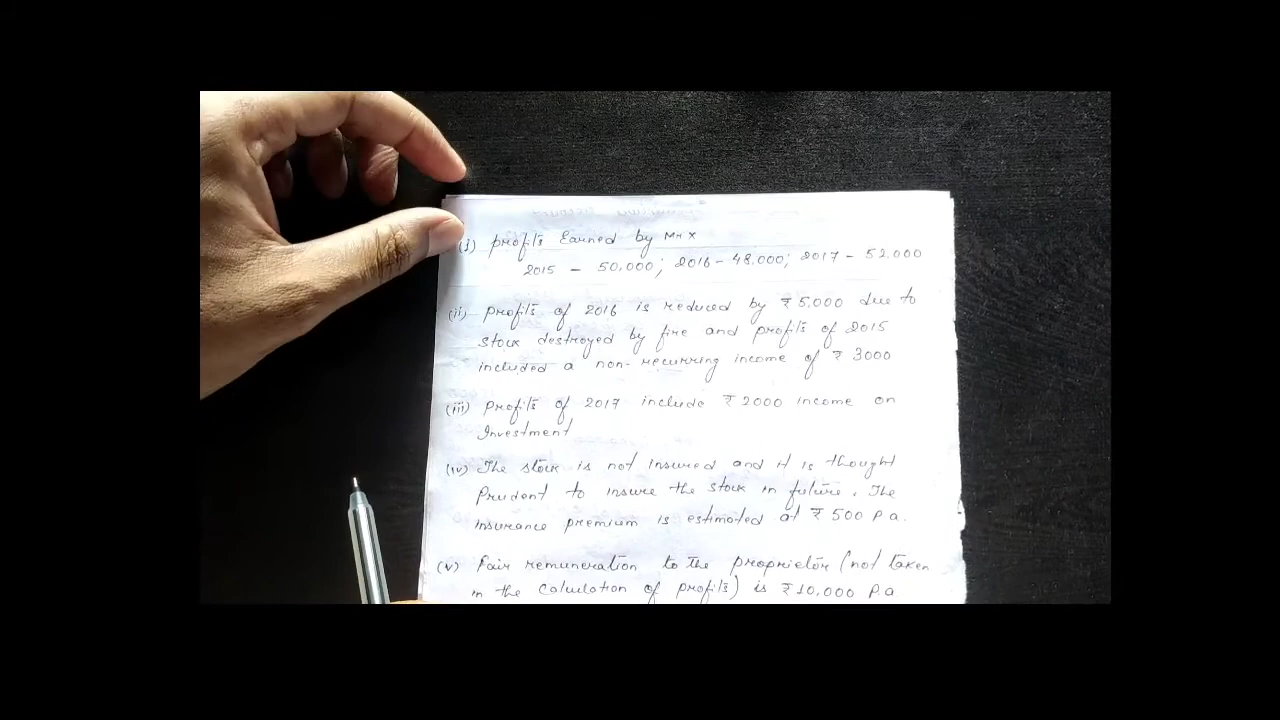 (i) profits Earned by Mr X
2015 - 50,000; 2016 - 48.000; 2017 - 52.000
(ii) profits of 2016 is reduced by ₹ 5,000 due to
stock destroyed by fire and profits of 2015
included a non-recurring income of ₹ 3000
(iii) profits of 2017 include ₹ 2000 income on
Investment
(iv) The stock is not insured and it is thought
Prudent to insure the stock in future. The
insurance premium is estimated at ₹ 500 P.a.
(v) Fair remuneration to the proprietor (not taken
in the calculation of profits) is ₹ 10,000 P.a